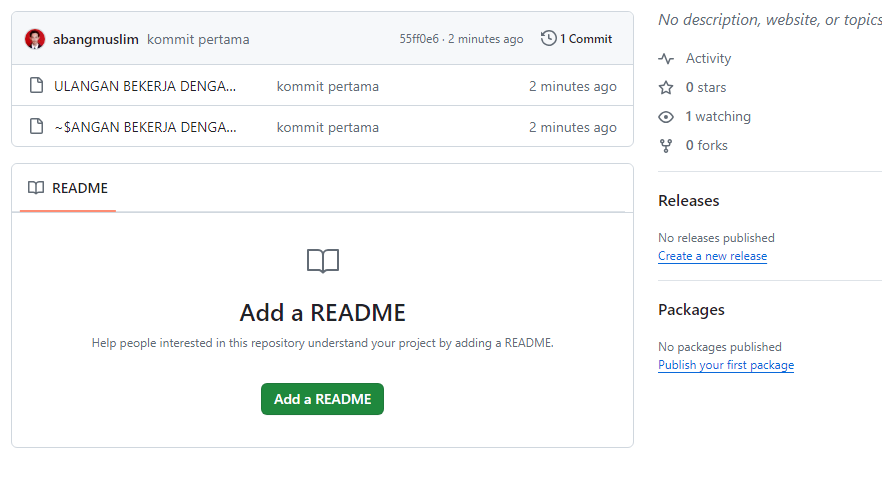 abangmuslim kommit pertama 55ff0e6 · 2 minutes ago 1 Commit
ULANGAN BEKERJA DENGA... kommit pertama 2 minutes ago
~$ANGAN BEKERJA DENGA... kommit pertama 2 minutes ago
README
Add a README
Help people interested in this repository understand your project by adding a README.
Add a README
No description, website, or topics
Activity
0 stars
1 watching
0 forks
Releases
No releases published
Create a new release
Packages
No packages published
Publish your first package